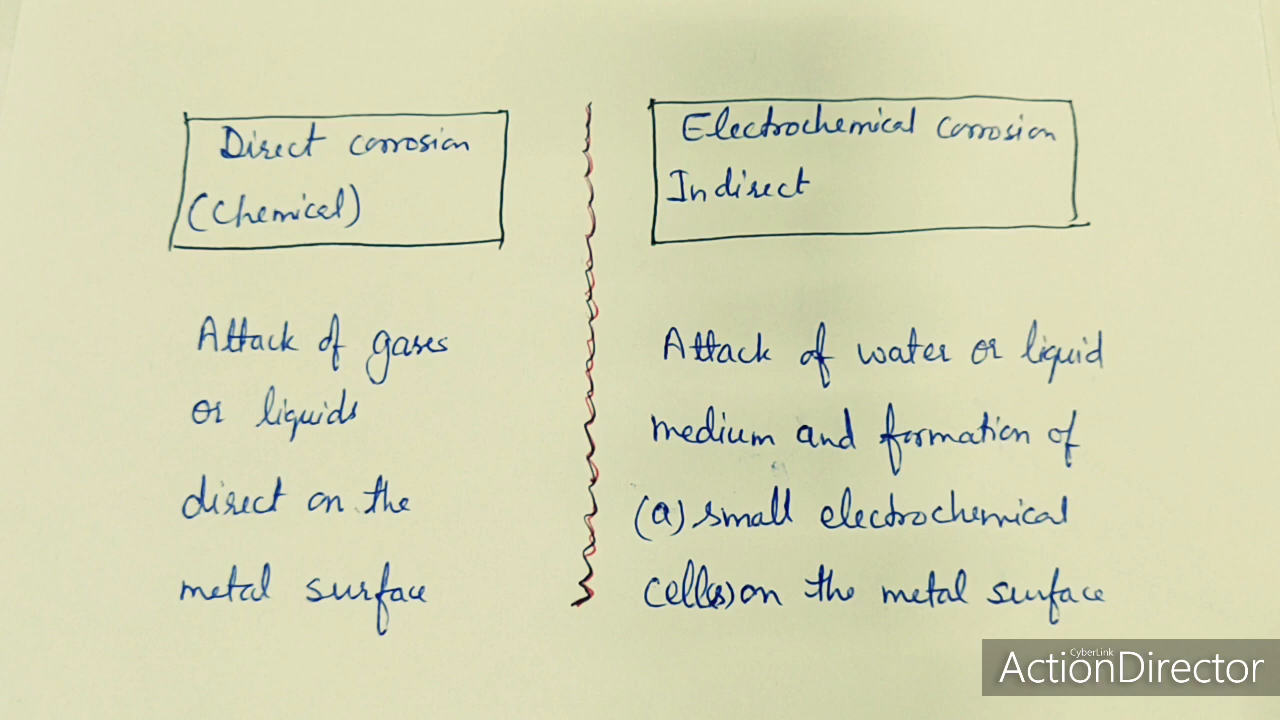 Direct corrosion
(Chemical)
Attack of gases
or liquids
direct on the
metal surface
Electrochemical corrosion
Indirect
Attack of water or liquid
medium and formation of
(a) small electrochemical
cell(s) on the metal surface
CyberLink
ActionDirector